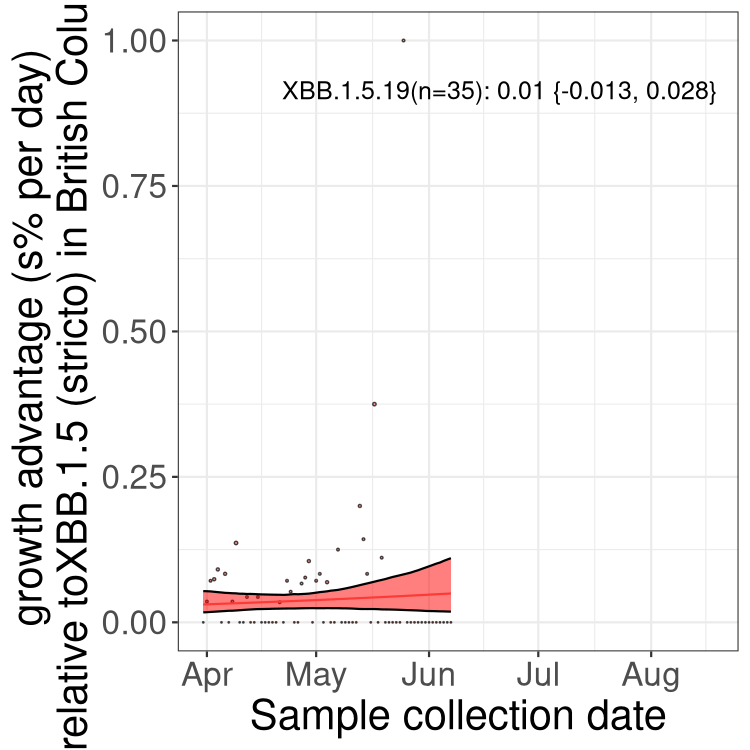 growth advantage (s% per day)
relative toXBB.1.5 (stricto) in British Colu
1.00
0.75
0.50
0.25
0.00
XBB.1.5.19(n=35): 0.01 {-0.013, 0.028}
Apr May Jun Jul Aug
Sample collection date